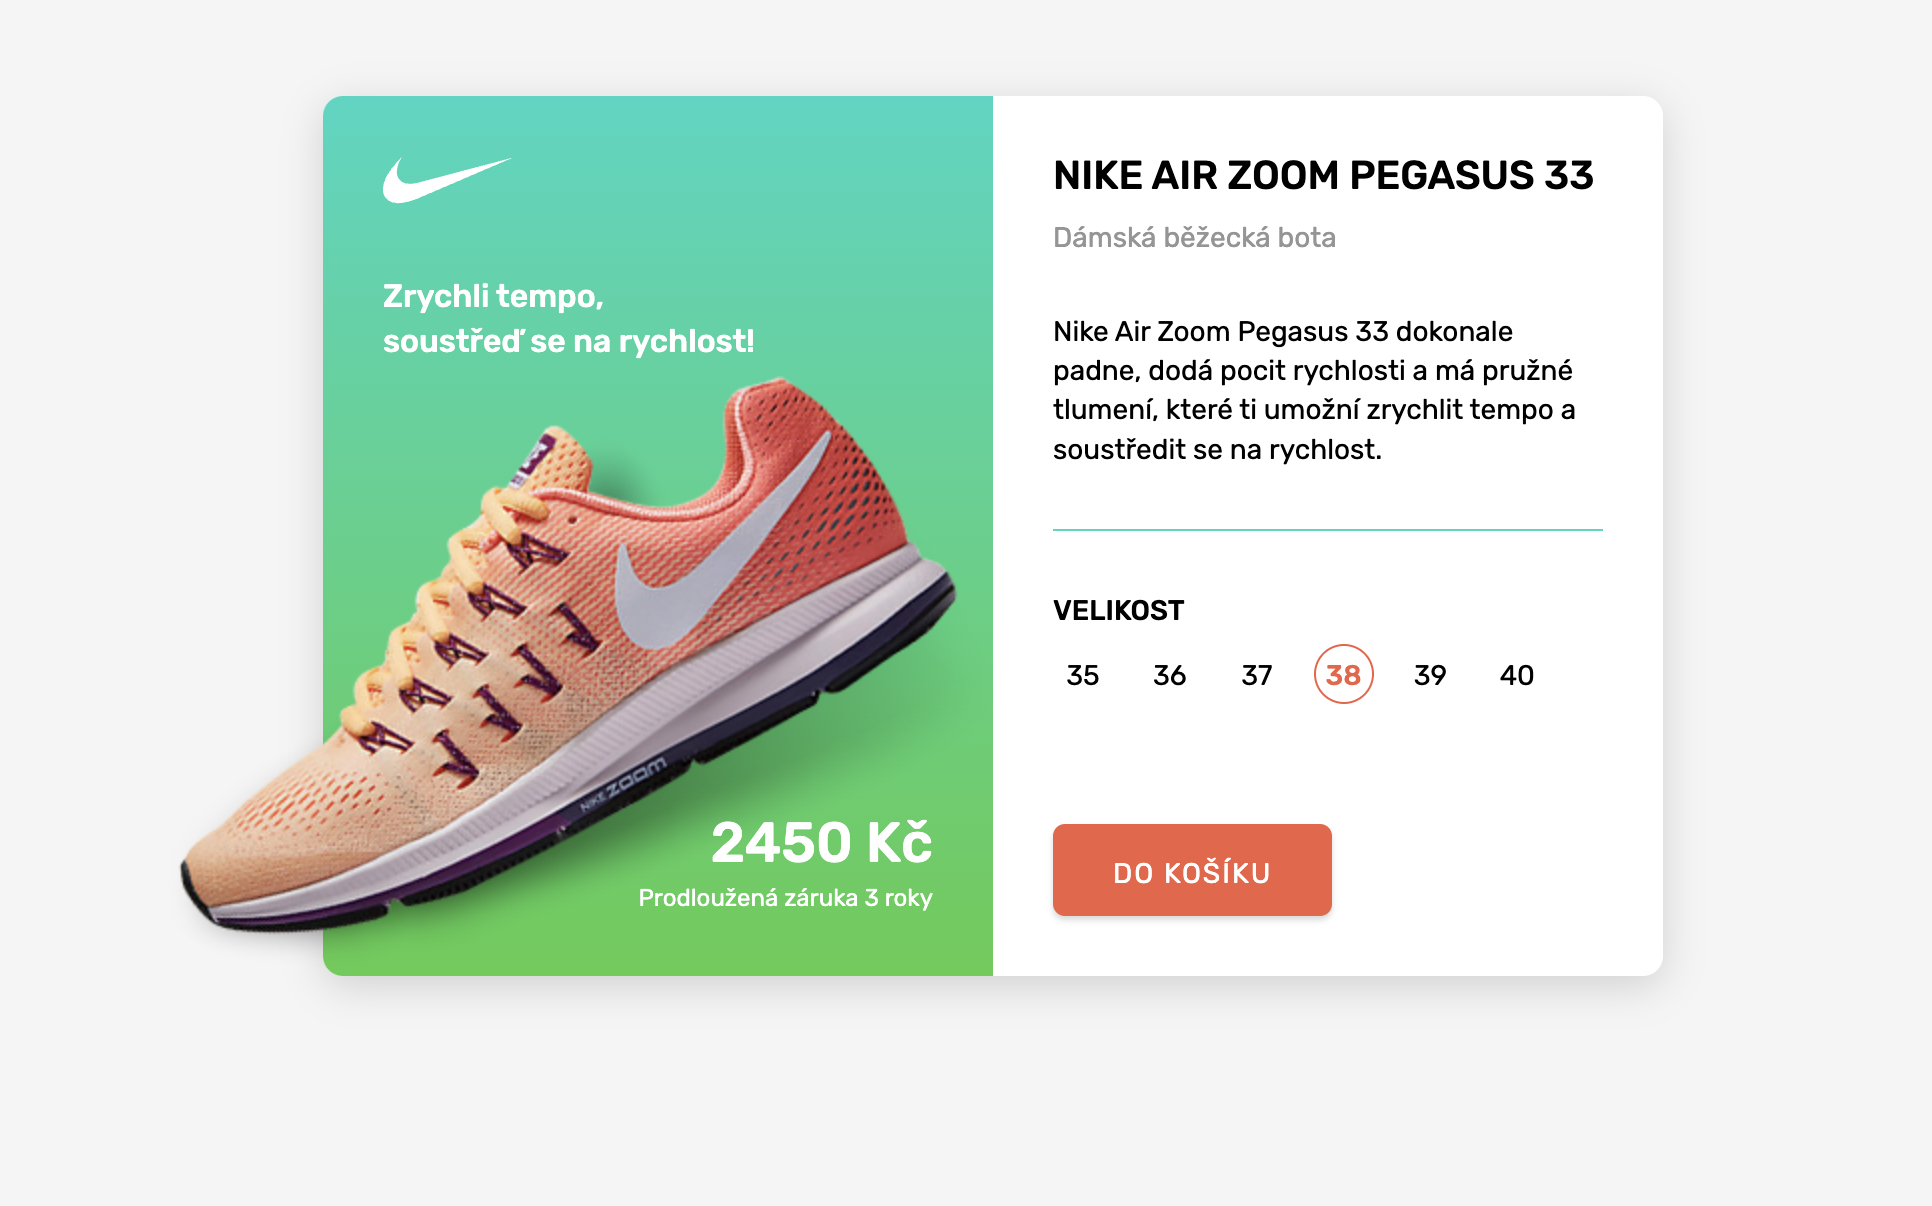 Zrychli tempo,
soustřeď se na rychlost!
NIKE ZOOM
2450 Kč
Prodloužená záruka 3 roky
NIKE AIR ZOOM PEGASUS 33
Dámská běžecká bota
Nike Air Zoom Pegasus 33 dokonale
padne, dodá pocit rychlosti a má pružné
tlumení, které ti umožní zrychlit tempo a
soustředit se na rychlost.
VELIKOST
35 36 37 38 39 40
DO KOŠÍKU